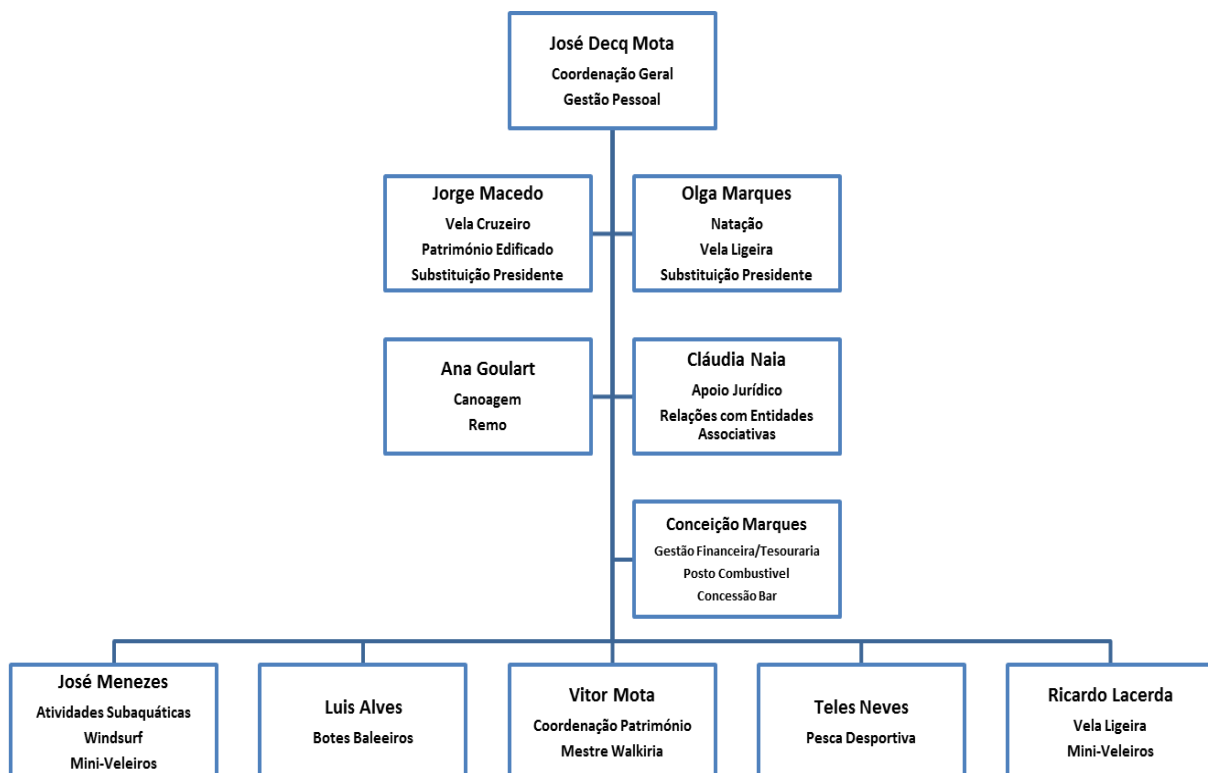 José Decq Mota
Coordenação Geral
Gestão Pessoal
Jorge Macedo
Vela Cruzeiro
Património Edificado
Substituição Presidente
Olga Marques
Natação
Vela Ligeira
Substituição Presidente
Ana Goulart
Canoagem
Remo
Cláudia Naia
Apoio Jurídico
Relações com Entidades
Associativas
Conceição Marques
Gestão Financeira/Tesouraria
Posto Combustivel
Concessão Bar
José Menezes
Atividades Subaquáticas
Windsurf
Mini-Veleiros
Luis Alves
Botes Baleeiros
Vitor Mota
Coordenação Património
Mestre Walkiria
Teles Neves
Pesca Desportiva
Ricardo Lacerda
Vela Ligeira
Mini-Veleiros